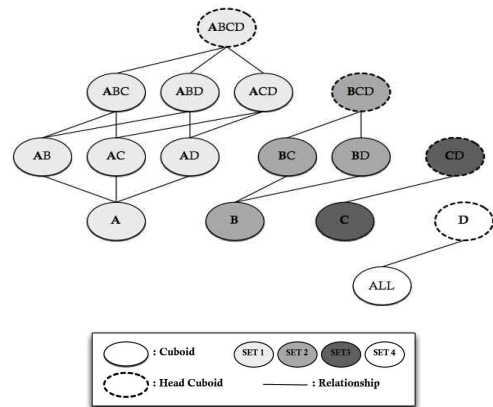 ABCD
ABC ABD ACD BCD
AB AC AD BC BD CD
A B C D
ALL
: Cuboid SET 1 SET 2 SET3 SET 4
: Head Cuboid : Relationship